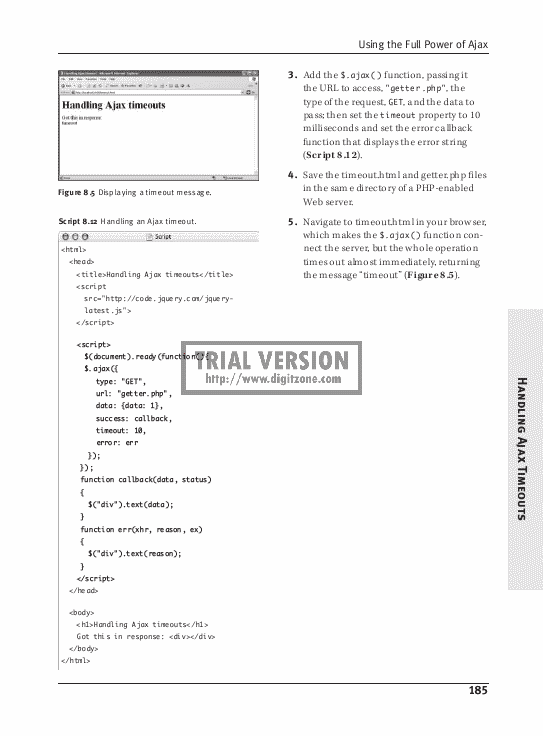 Using the Full Power of Ajax
Handling Ajax timeouts
Got this in response:
Figure 8.5 Displaying a timeout message.
Script 8.12 Handling an Ajax timeout.
Script
<html>
<head>
<title>Handling Ajax timeouts</title>
<script
src="http://code.jquery.com/jquery-
latest.js">
</script>
<script>
$(document).ready(function(){
$.ajax({
type: "GET",
url: "getter.php",
data: {data: 1},
success: callback,
timeout: 10,
error: err
});
});
function callback(data, status)
{
$("div").text(data);
}
function err(xhr, reason, ex)
{
$("div").text(reason);
}
</script>
</head>
<body>
<h1>Handling Ajax timeouts</h1>
Got this in response: <div></div>
</body>
</html>
3. Add the $.ajax() function, passing it
the URL to access, "getter.php", the
type of the request, GET, and the data to
pass; then set the timeout property to 10
milliseconds and set the error callback
function that displays the error string
(Script 8.12).
4. Save the timeout.html and getter.php files
in the same directory of a PHP-enabled
Web server.
5. Navigate to timeout.html in your browser,
which makes the $.ajax() function con-
nect the server, but the whole operation
times out almost immediately, returning
the message "timeout" (Figure 8.5).
TRIAL VERSION
http://www.digitzone.com
Handling Ajax Timeouts
185